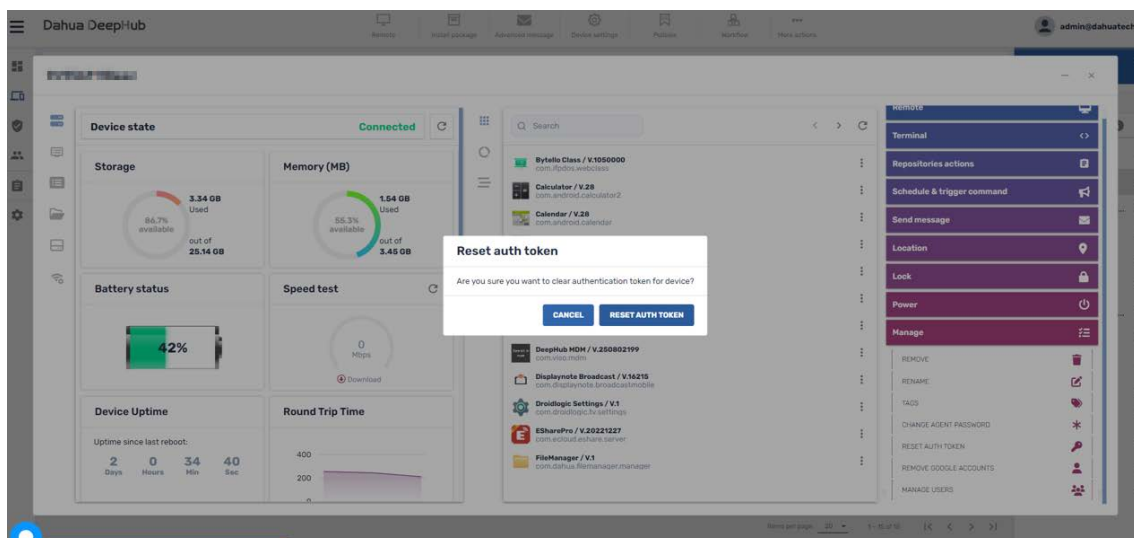 Dahua DeepHub
Remote
Install package
Advanced message
Device settings
Policies
Workflow
More actions
admin@dahuatech
Device state
Connected
Storage
3.34 GB
Used
86.7%
available
out of
25.14 GB
Memory (MB)
1.54 GB
Used
55.3%
available
out of
3.45 GB
Battery status
42%
Speed test
0
Mbps
Download
Device Uptime
Uptime since last reboot:
2 0 34 40
Days Hours Min Sec
Round Trip Time
400
200
0
Search
Bytello Class / V.1050000
com.ifpdos.webclass
Calculator / V.28
com.android.calculator2
Calendar / V.28
com.android.calendar
Reset auth token
Are you sure you want to clear authentication token for device?
CANCEL
RESET AUTH TOKEN
DeepHub MDM / V.250802199
com.viso.mdm
Displaynote Broadcast / V.16215
com.displaynote.broadcastmobile
Droidlogic Settings / V.1
com.droidlogic.tv.settings
ESharePro / V.20221227
com.ecloud.eshare.server
FileManager / V.1
com.dahua.filemanager.manager
Remote
Terminal
Repositories actions
Schedule & trigger command
Send message
Location
Lock
Power
Manage
REMOVE
RENAME
TAGS
CHANGE AGENT PASSWORD
RESET AUTH TOKEN
REMOVE GOOGLE ACCOUNTS
MANAGE USERS
Items per page: 20